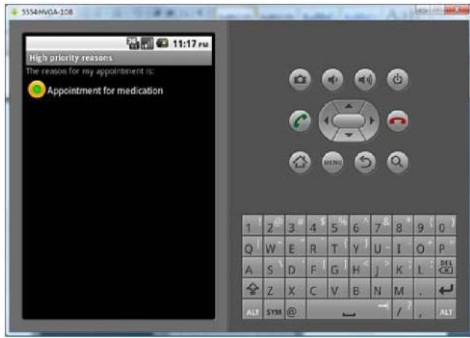 5554:HVGA-1G8
11:17 PM
High priority reasons
The reason for my appointment is:
Appointment for medication
MENU
1 2 @ 3 # 4 $ 5 % 6 ^ 7 & 8 * 9 ( 0 )
Q W E R T Y U I O P
A S D F G H J K L DEL
Z X C V B N M .
ALT SYM @ / ? , ALT